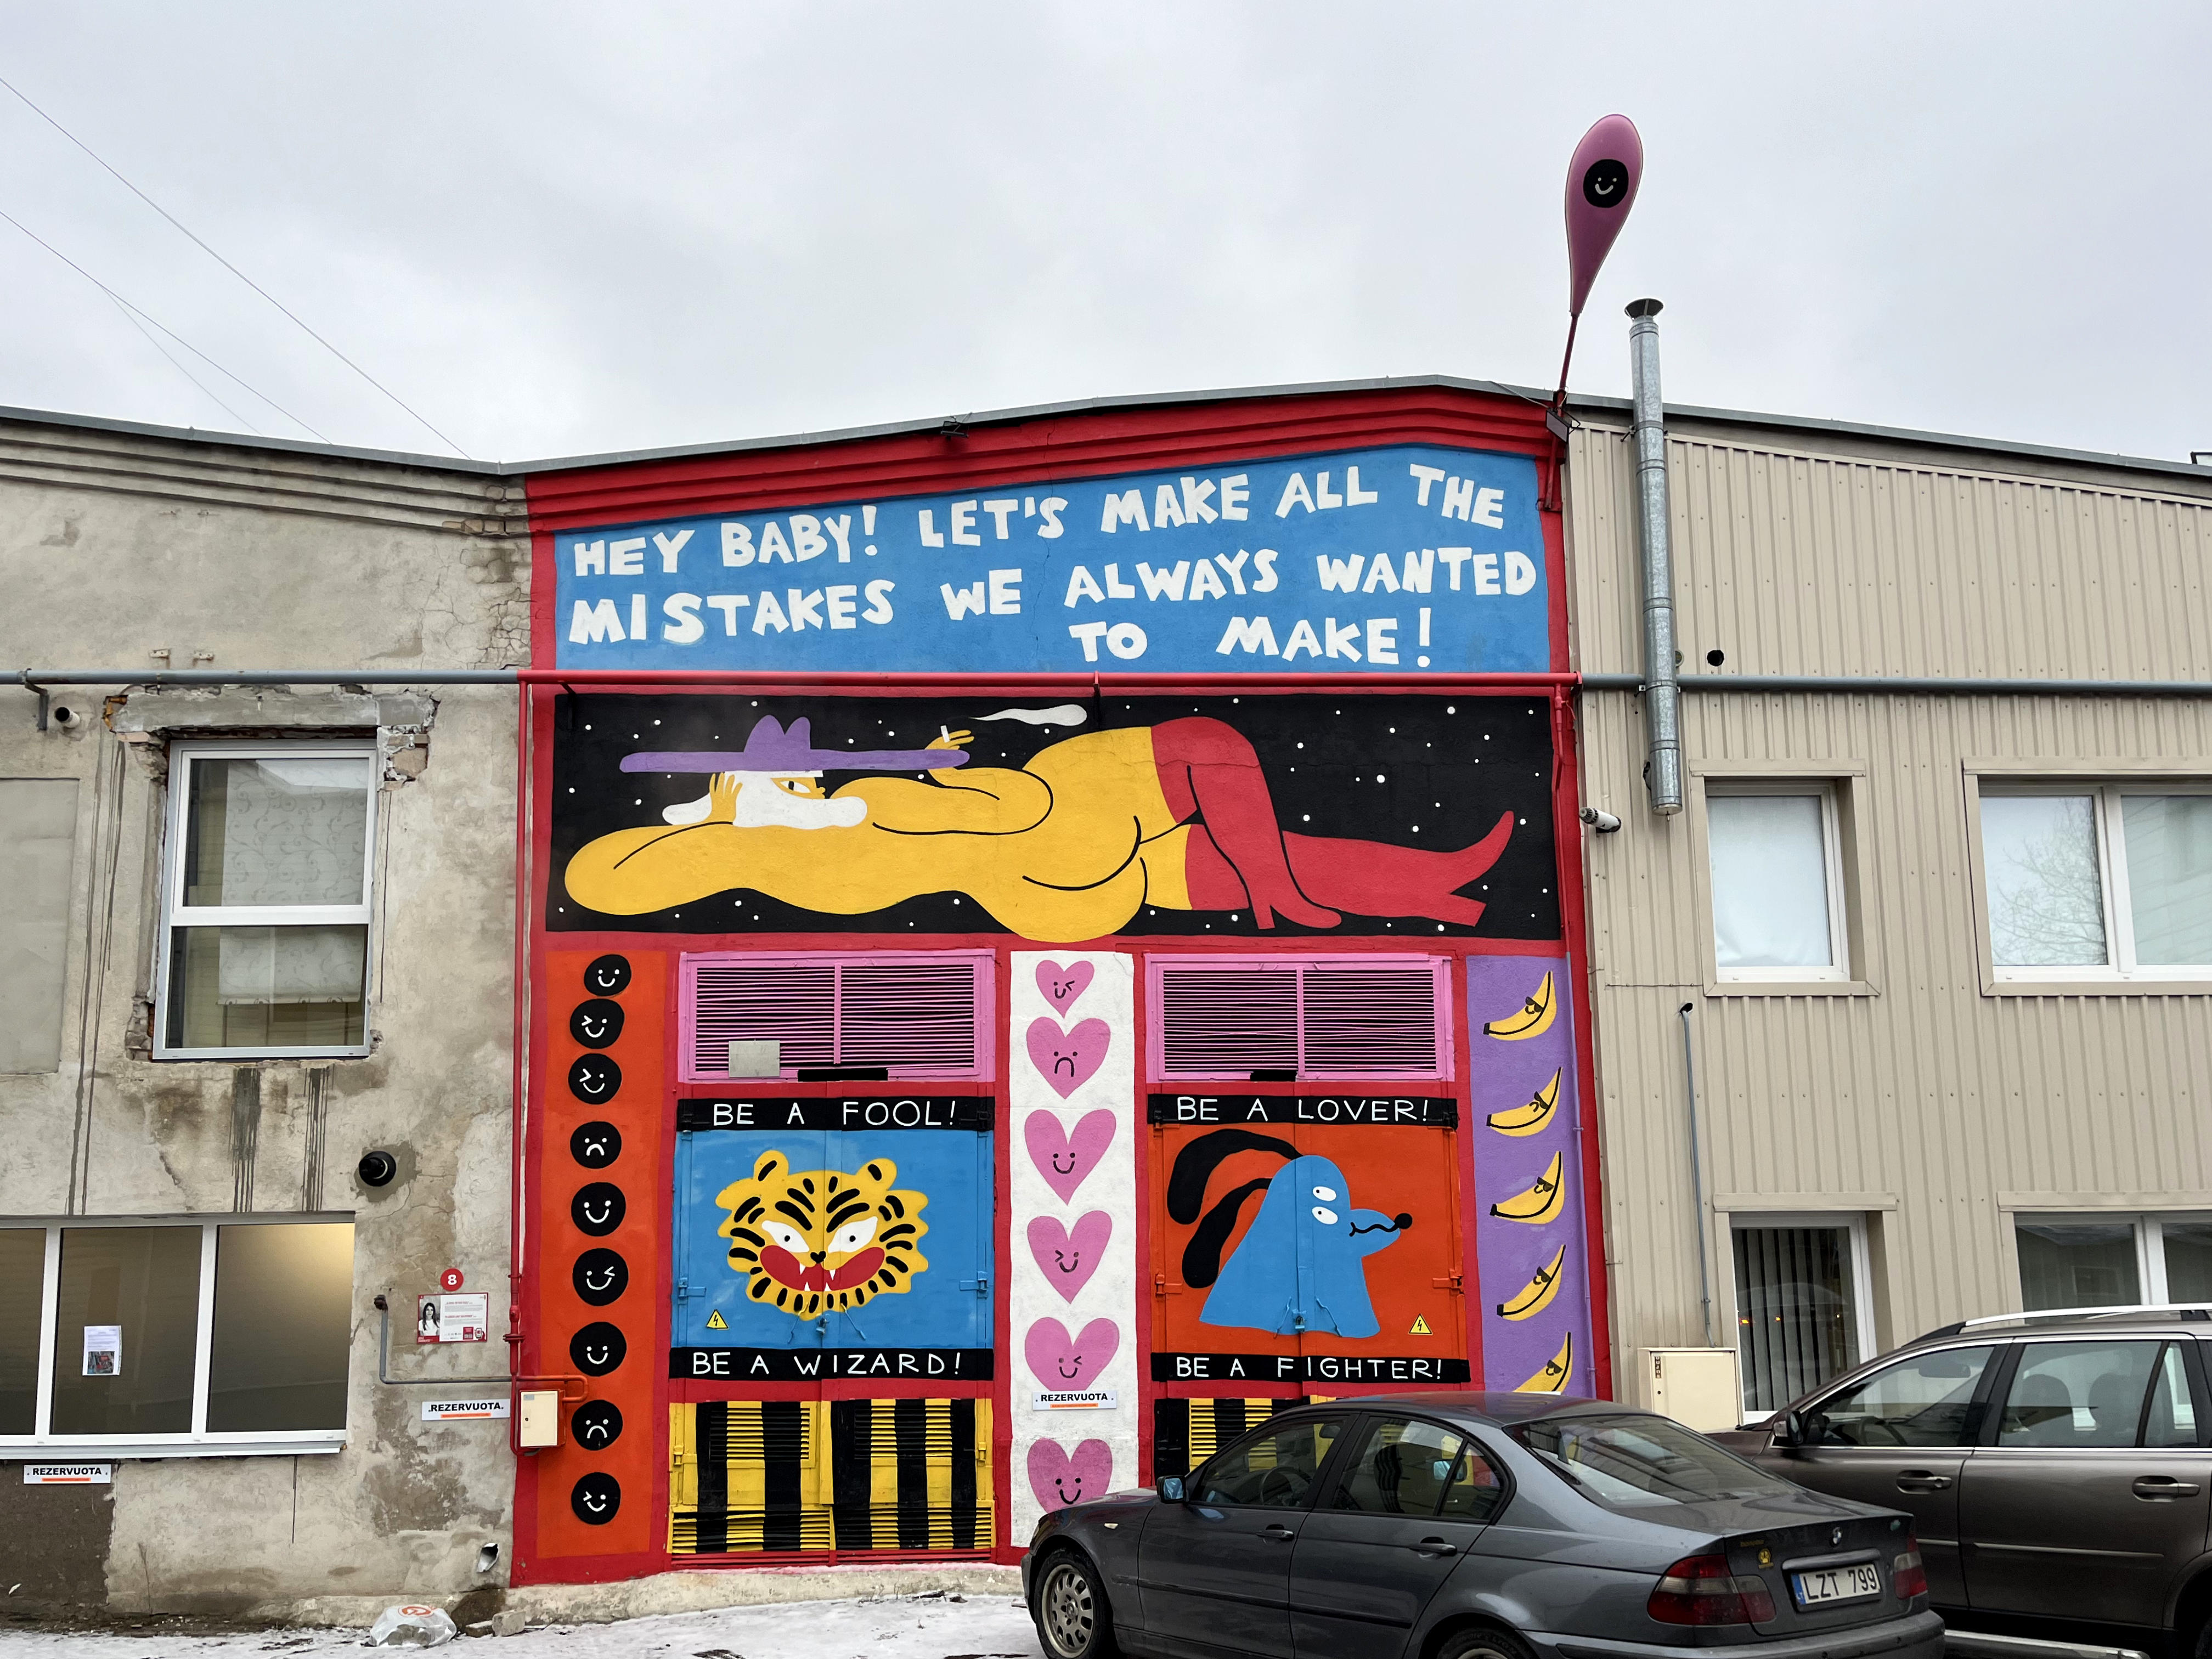 HEY BABY! LET'S MAKE ALL THE
MISTAKES WE ALWAYS WANTED
TO MAKE!
BE A FOOL!
BE A LOVER!
BE A WIZARD!
BE A FIGHTER!
8
REZERVUOTA
REZERVUOTA
REZERVUOTA
LZT 799